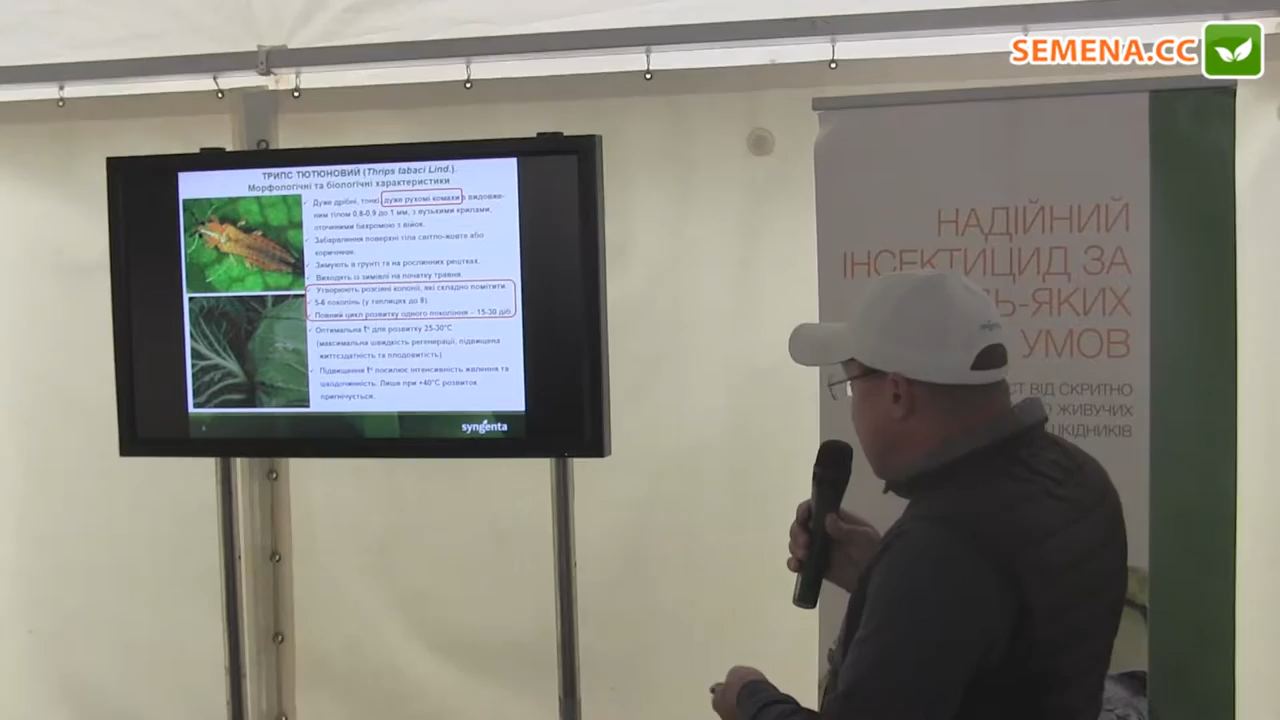 SEMENA.CC
ТРИПС ТЮТЮНОВИЙ (Thrips tabaci Lind.).
Морфологічні та біологічні характеристики
Дуже дрібні, тонкі, дуже рухомі комахи з видовже-
ним тілом 0,8-0,9 до 1 мм, з вузькими крилами,
оточеними бахромою з війок.
Забарвлення поверхні тіла світло-жовте або
коричневе.
Зимують в ґрунті та на рослинних рештках.
Виходять із зимівлі на початку травня.
Утворюють розсіяні колонії, які складно помітити.
5-6 поколінь (у теплицях до 8)
Повний цикл розвитку одного покоління – 15-30 діб
Оптимальна t° для розвитку 25-30°С
(максимальна швидкість регенерації, підвищена
життєздатність та плодовитість)
Підвищення t° посилює інтенсивність живлення та
шкодочинність. Лише при +40°С розвиток
пригнічується.
syngenta
НАДІЙНИЙ
ІНСЕКТИЦИД ЗА
Ь-ЯКИХ
УМОВ
СТ ВІД СКРИТНО
ЖИВУЧИХ
ШКІДНИКІВ